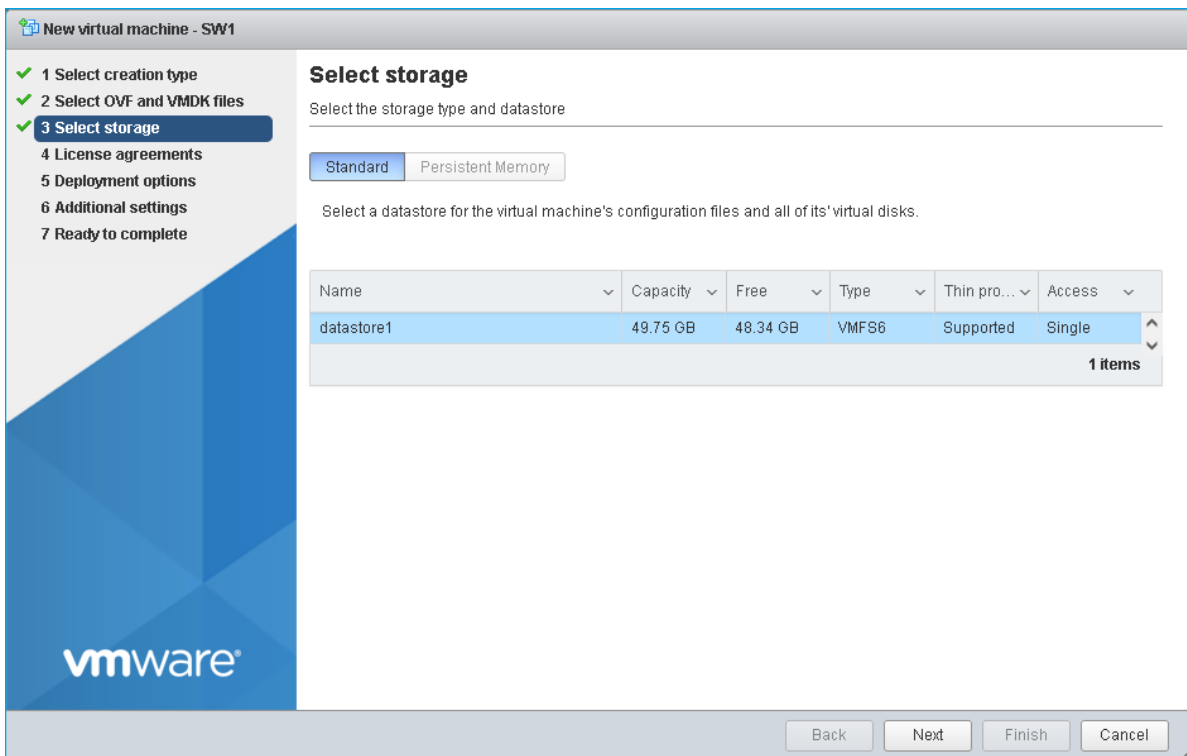 New virtual machine - SW1
1 Select creation type
2 Select OVF and VMDK files
3 Select storage
4 License agreements
5 Deployment options
6 Additional settings
7 Ready to complete
vmware®
Select storage
Select the storage type and datastore
Standard Persistent Memory
Select a datastore for the virtual machine's configuration files and all of its' virtual disks.
Name Capacity Free Type Thin pro... Access
datastore1 49.75 GB 48.34 GB VMFS6 Supported Single
1 items
Back Next Finish Cancel